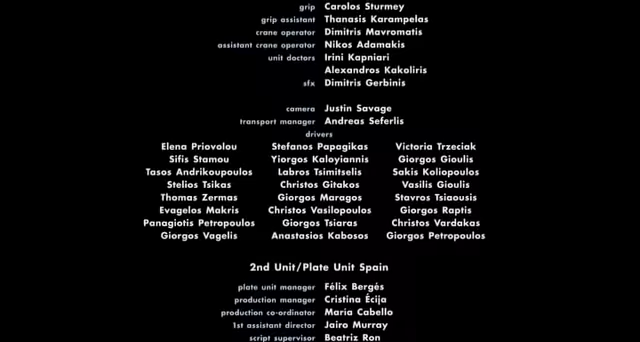 grip Carolos Sturmey
grip assistant Thanasis Karampelas
crane operator Dimitris Mavromatis
assistant crane operator Nikos Adamakis
unit doctors Irini Kapniari
Alexandros Kakoliris
sfx Dimitris Gerbinis
camera Justin Savage
transport manager Andreas Seferlis
drivers
Elena Priovolou Stefanos Papagikas Victoria Trzeciak
Sifis Stamou Yiorgos Kaloyiannis Giorgos Gioulis
Tasos Andrikoupoulos Labros Tsimitselis Sakis Koliopoulos
Stelios Tsikas Christos Gitakos Vasilis Gioulis
Thomas Zermas Giorgos Maragos Stavros Tsiaousis
Evagelos Makris Christos Vasilopoulos Giorgos Raptis
Panagiotis Petropoulos Giorgos Tsiaras Christos Vardakas
Giorgos Vagelis Anastasios Kabosos Giorgos Petropoulos
2nd Unit/Plate Unit Spain
plate unit manager Félix Bergés
production manager Cristina Écija
production co-ordinator Maria Cabello
1st assistant director Jairo Murray
script supervisor Beatriz Ron